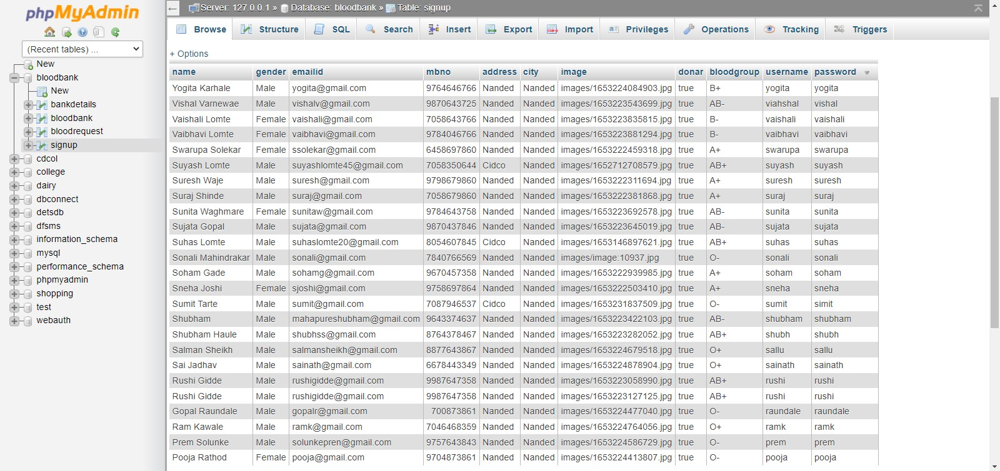 phpMyAdmin
(Recent tables) ...
New
bloodbank
New
bankdetails
bloodbank
bloodrequest
signup
cdcol
college
dairy
dbconnect
detsdb
dfsms
information_schema
mysql
performance_schema
phpmyadmin
shopping
test
webauth
Server: 127.0.0.1 » Database: bloodbank » Table: signup
Browse Structure SQL Search Insert Export Import Privileges Operations Tracking Triggers
+ Options
name gender emailid mbno address city image donar bloodgroup username password
Yogita Karhale Male yogita@gmail.com 9764646766 Nanded Nanded images/1653224084903.jpg true B+ yogita yogita
Vishal Varnewae Male vishalv@gmail.com 9870643725 Nanded Nanded images/1653223543699.jpg true AB- viahshal vishal
Vaishali Lomte Female vaishali@gmail.com 7058643766 Nanded Nanded images/1653223835815.jpg true B- vaishali vaishali
Vaibhavi Lomte Female vaibhavi@gmail.com 9784046766 Nanded Nanded images/1653223881294.jpg true B- vaibhavi vaibhavi
Swarupa Solekar Female ssolekar@gmail.com 6458697860 Nanded Nanded images/1653222459318.jpg true A+ swarupa swarupa
Suyash Lomte Male suyashlomte45@gmail.com 7058350644 Cidco Nanded images/1652712708579.jpg true AB+ suyash suyash
Suresh Waje Male suresh@gmail.com 9798679860 Nanded Nanded images/1653222311694.jpg true A+ suresh suresh
Suraj Shinde Male suraj@gmail.com 7058679860 Nanded Nanded images/1653222381868.jpg true A+ suraj suraj
Sunita Waghmare Female sunitaw@gmail.com 9784643758 Nanded Nanded images/1653223692578.jpg true AB- sunita sunita
Sujata Gopal Male sujata@gmail.com 9870437846 Nanded Nanded images/1653223645019.jpg true AB- sujata sujata
Suhas Lomte Male suhaslomte20@gmail.com 8054607845 Cidco Nanded images/1653146897621.jpg true AB+ suhas suhas
Sonali Mahindrakar Male sonali@gmail.com 7840766569 Nanded Nanded images/image:10937.jpg true O- sonali sonali
Soham Gade Male sohamg@gmail.com 9670457358 Nanded Nanded images/1653222939985.jpg true A+ soham soham
Sneha Joshi Female sjoshi@gmail.com 9758697864 Nanded Nanded images/1653222503410.jpg true A+ sneha sneha
Sumit Tarte Male sumit@gmail.com 7087946537 Cidco Nanded images/1653231837509.jpg true O- sumit simit
Shubham Male mahapureshubham@gmail.com 9643374637 Nanded Nanded images/1653223422103.jpg true AB- shubham shubham
Shubham Haule Male shubhss@gmail.com 8764378467 Nanded Nanded images/1653223282052.jpg true AB+ shubh shubh
Salman Sheikh Male salmansheikh@gmail.com 8877643867 Nanded Nanded images/1653224679518.jpg true O+ sallu sallu
Sai Jadhav Male sainath@gmail.com 6678443349 Nanded Nanded images/1653224878904.jpg true O+ sainath sainath
Rushi Gidde Male rushigidde@gmail.com 9987647358 Nanded Nanded images/1653223058990.jpg true AB+ rushi rushi
Rushi Gidde Male rushigidde@gmail.com 9987647358 Nanded Nanded images/1653223127125.jpg true AB+ rushi rushi
Gopal Raundale Male gopalr@gmail.com 700873861 Nanded Nanded images/1653224477040.jpg true O- raundale raundale
Ram Kawale Male ramk@gmail.com 7046468359 Nanded Nanded images/1653224764056.jpg true O+ ramk ramk
Prem Solunke Male solunkepren@gmail.com 9757643843 Nanded Nanded images/1653224586729.jpg true O- prem prem
Pooja Rathod Female pooja@gmail.com 9704873861 Nanded Nanded images/1653224413807.jpg true O- pooja pooja